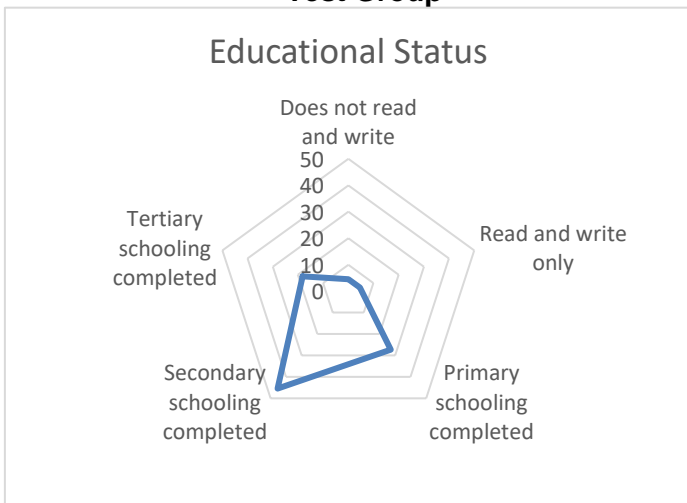 Educational Status
Does not read
and write
50
40
30
20
10
0
Read and write
only
Primary
schooling
completed
Secondary
schooling
completed
Tertiary
schooling
completed